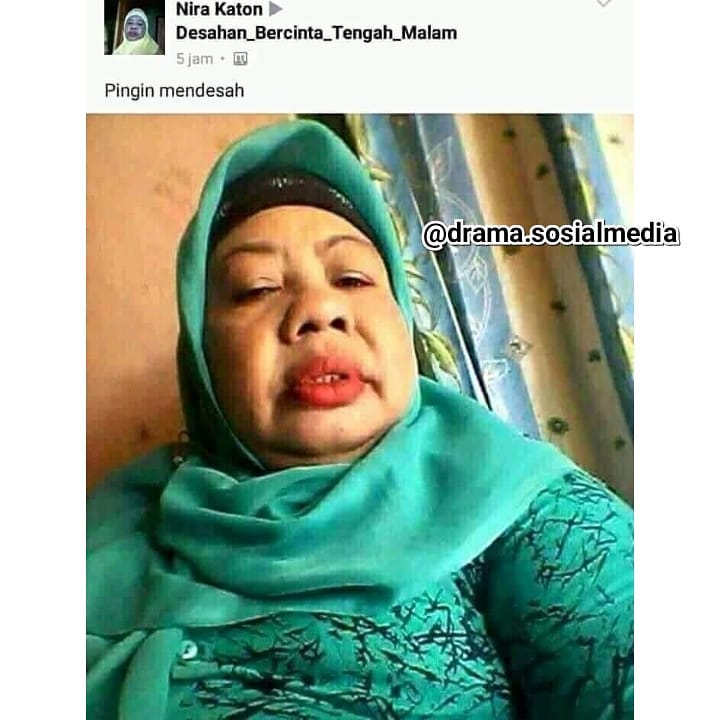 Nira Katon
Desahan_Bercinta_Tengah_Malam
5 jam
Pingin mendesah
@drama.sosialmedia